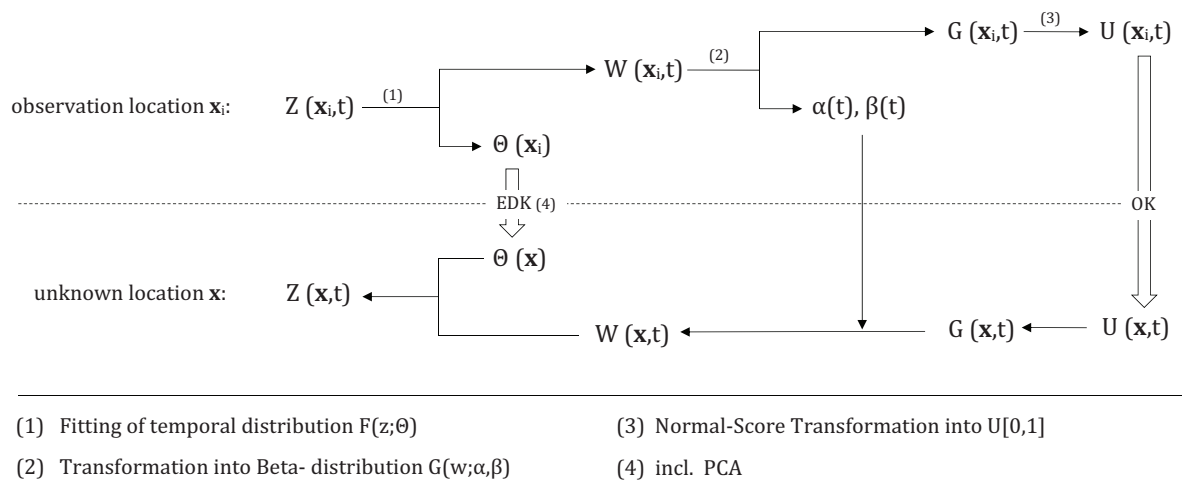 G (xᵢ,t) (3) U (xᵢ,t)
W (xᵢ,t) (2)
observation location xᵢ: Z (xᵢ,t) (1) α(t), β(t)
Θ (xᵢ)
EDK (4) OK
Θ (x)
unknown location x: Z (x,t)
W (x,t) G (x,t) U (x,t)
(1) Fitting of temporal distribution F(z;Θ) (3) Normal-Score Transformation into U[0,1]
(2) Transformation into Beta- distribution G(w;α,β) (4) incl. PCA